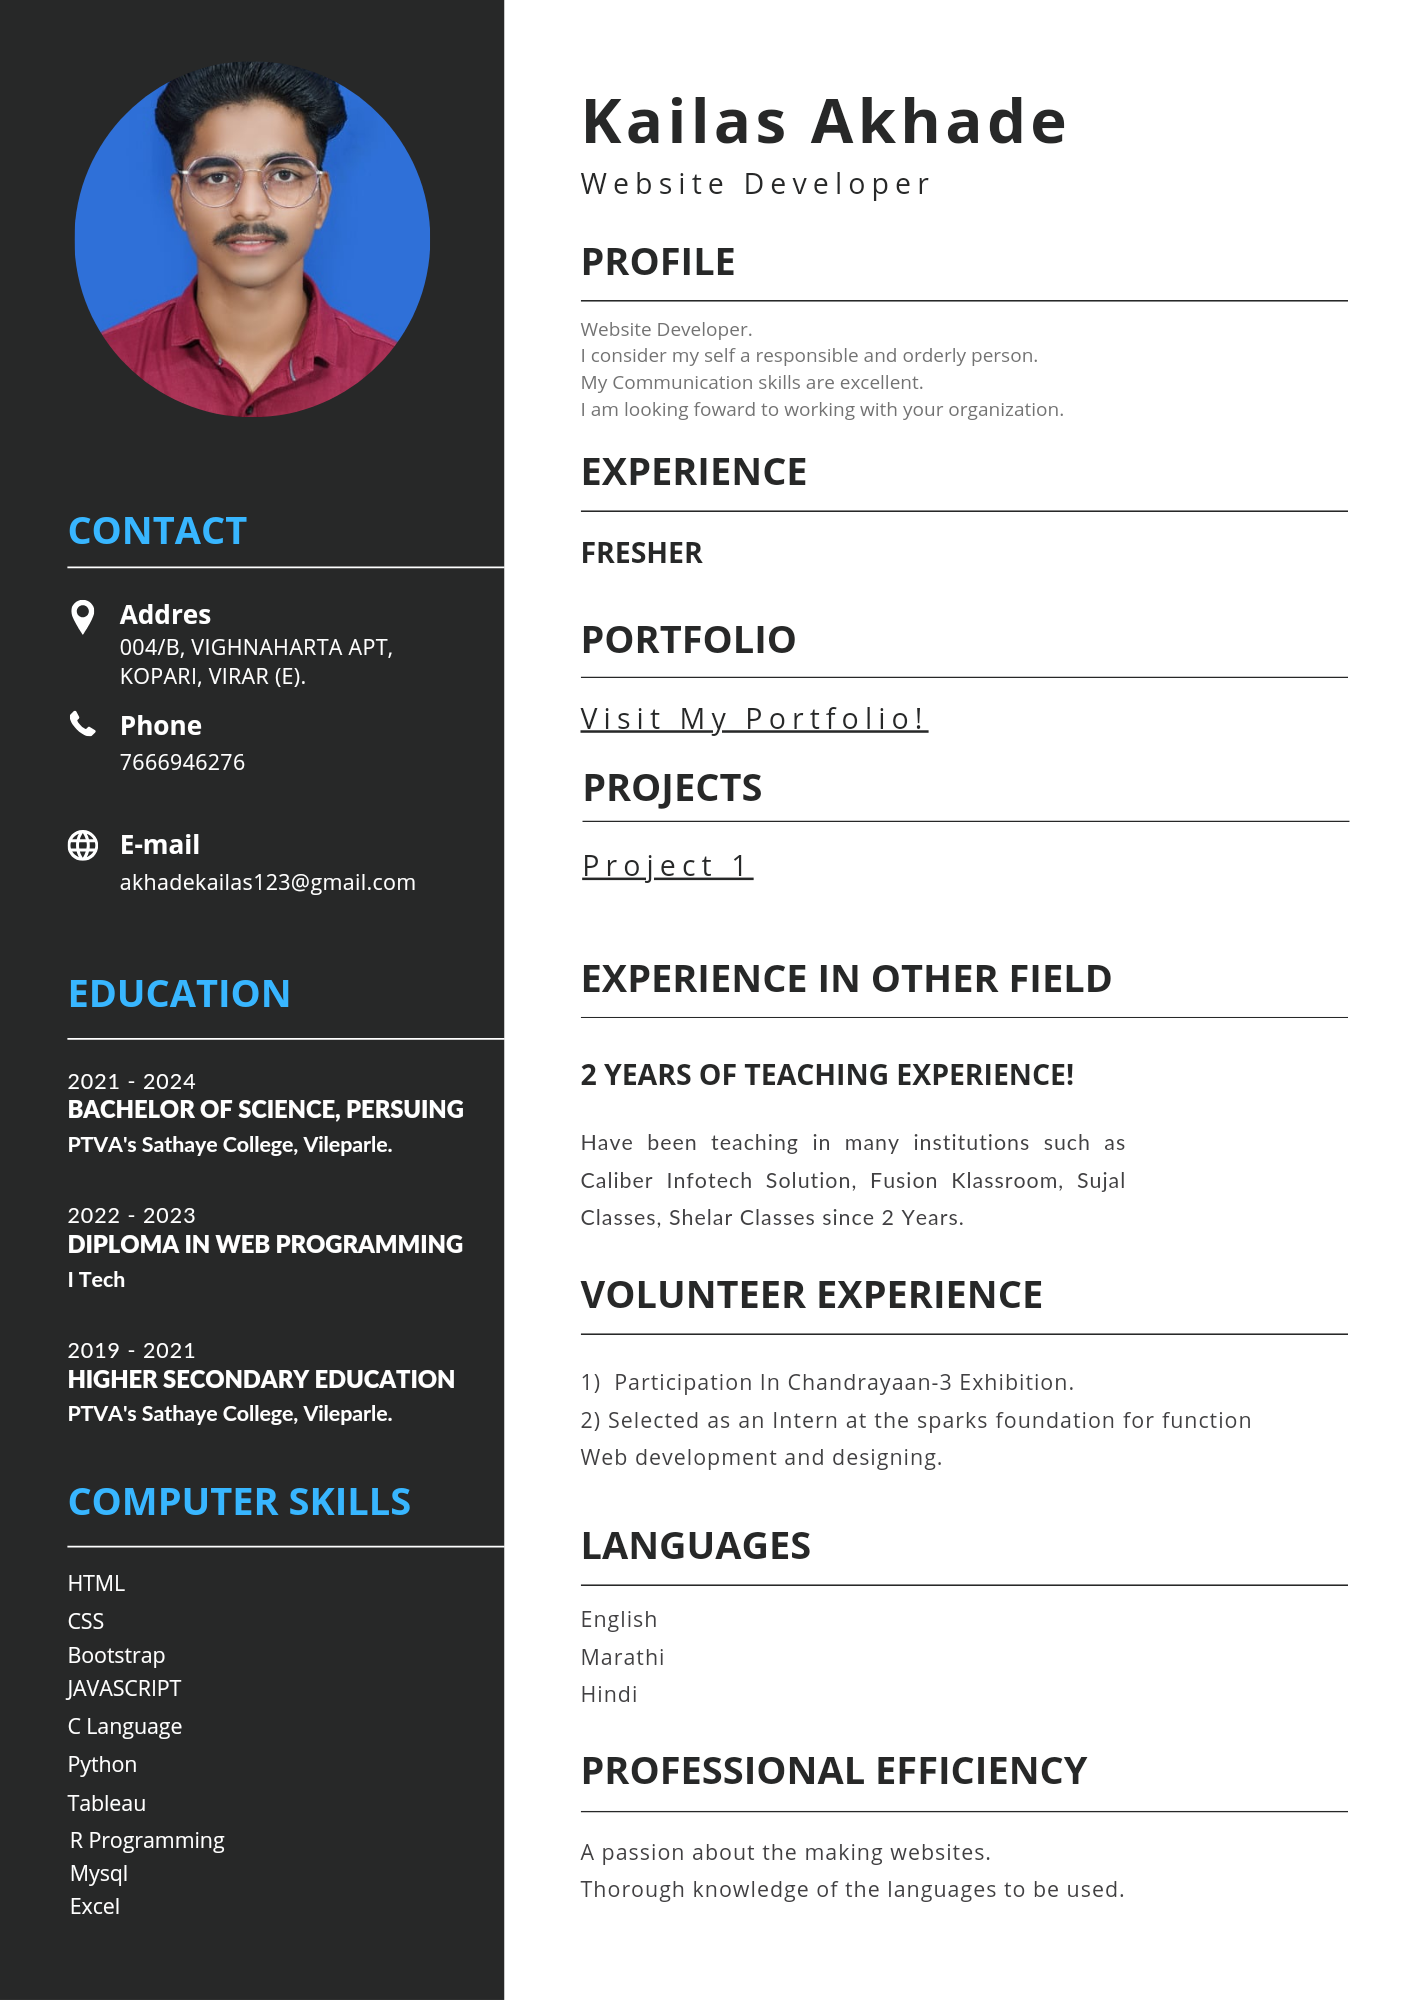 CONTACT
Addres
004/B, VIGHNAHARTA APT,
KOPARI, VIRAR (E).
Phone
7666946276
E-mail
akhadekailas123@gmail.com
EDUCATION
2021 - 2024
BACHELOR OF SCIENCE, PERSUING
PTVA's Sathaye College, Vileparle.
2022 - 2023
DIPLOMA IN WEB PROGRAMMING
I Tech
2019 - 2021
HIGHER SECONDARY EDUCATION
PTVA's Sathaye College, Vileparle.
COMPUTER SKILLS
HTML
CSS
Bootstrap
JAVASCRIPT
C Language
Python
Tableau
R Programming
Mysql
Excel
Kailas Akhade
Website Developer
PROFILE
Website Developer.
I consider my self a responsible and orderly person.
My Communication skills are excellent.
I am looking foward to working with your organization.
EXPERIENCE
FRESHER
PORTFOLIO
Visit My Portfolio!
PROJECTS
Project 1
EXPERIENCE IN OTHER FIELD
2 YEARS OF TEACHING EXPERIENCE!
Have been teaching in many institutions such as
Caliber Infotech Solution, Fusion Klassroom, Sujal
Classes, Shelar Classes since 2 Years.
VOLUNTEER EXPERIENCE
1) Participation In Chandrayaan-3 Exhibition.
2) Selected as an Intern at the sparks foundation for function
Web development and designing.
LANGUAGES
English
Marathi
Hindi
PROFESSIONAL EFFICIENCY
A passion about the making websites.
Thorough knowledge of the languages to be used.